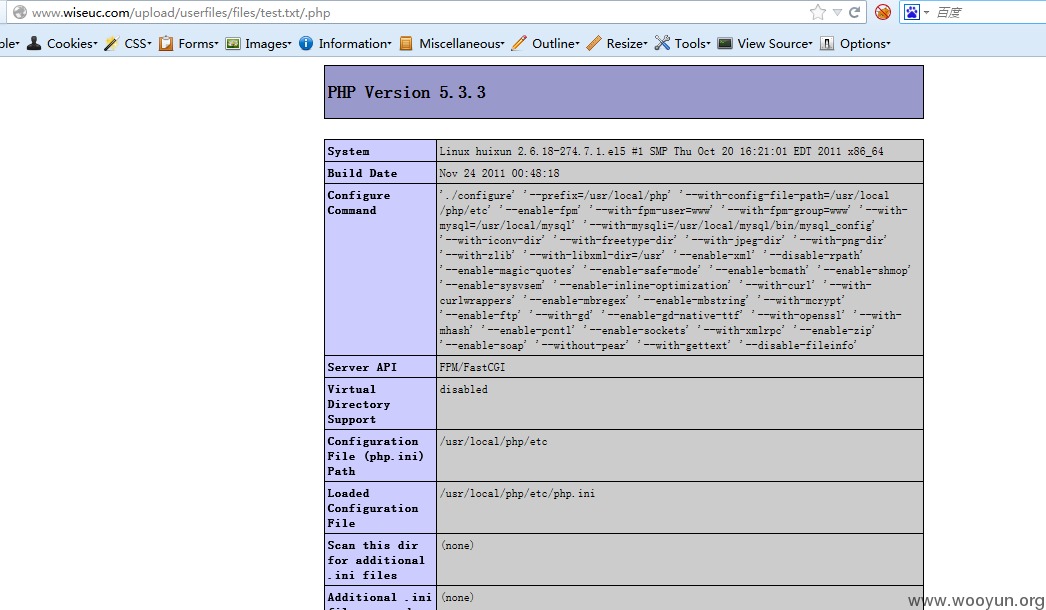 www.wiseuc.com/upload/userfiles/files/test.txt/.php
百度
ple▾ Cookies▾ CSS▾ Forms▾ Images▾ Information▾ Miscellaneous▾ Outline▾ Resize▾ Tools▾ View Source▾ Options▾
PHP Version 5.3.3
System Linux huixun 2.6.18-274.7.1.el5 #1 SMP Thu Oct 20 16:21:01 EDT 2011 x86_64
Build Date Nov 24 2011 00:48:18
Configure Command
'./configure' '--prefix=/usr/local/php' '--with-config-file-path=/usr/local
/php/etc' '--enable-fpm' '--with-fpm-user=www' '--with-fpm-group=www' '--with-
mysql=/usr/local/mysql' '--with-mysqli=/usr/local/mysql/bin/mysql_config'
'--with-iconv-dir' '--with-freetype-dir' '--with-jpeg-dir' '--with-png-dir'
'--with-zlib' '--with-libxml-dir=/usr' '--enable-xml' '--disable-rpath'
'--enable-magic-quotes' '--enable-safe-mode' '--enable-bcmath' '--enable-shmop'
'--enable-sysvsem' '--enable-inline-optimization' '--with-curl' '--with-
curlwrappers' '--enable-mbregex' '--enable-mbstring' '--with-mcrypt'
'--enable-ftp' '--with-gd' '--enable-gd-native-ttf' '--with-openssl' '--with-
mhash' '--enable-pcntl' '--enable-sockets' '--with-xmlrpc' '--enable-zip'
'--enable-soap' '--without-pear' '--with-gettext' '--disable-fileinfo'
Server API FPM/FastCGI
Virtual
Directory
Support
disabled
Configuration
File (php.ini)
Path
/usr/local/php/etc
Loaded
Configuration
File
/usr/local/php/etc/php.ini
Scan this dir
for additional
.ini files
(none)
Additional .ini
(none)
www.wooyun.org